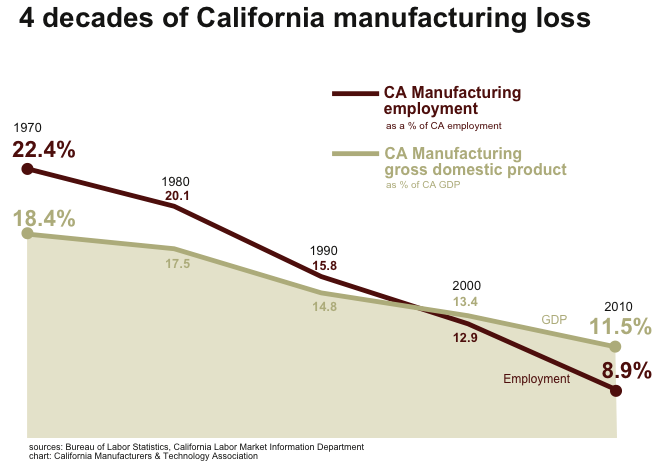 4 decades of California manufacturing loss
CA Manufacturing
employment
as a % of CA employment
CA Manufacturing
gross domestic product
as % of CA GDP
1970
22.4%
18.4%
1980
20.1
17.5
1990
15.8
14.8
2000
13.4
12.9
GDP
2010
11.5%
8.9%
Employment
sources: Bureau of Labor Statistics, California Labor Market Information Department
chart: California Manufacturers & Technology Association